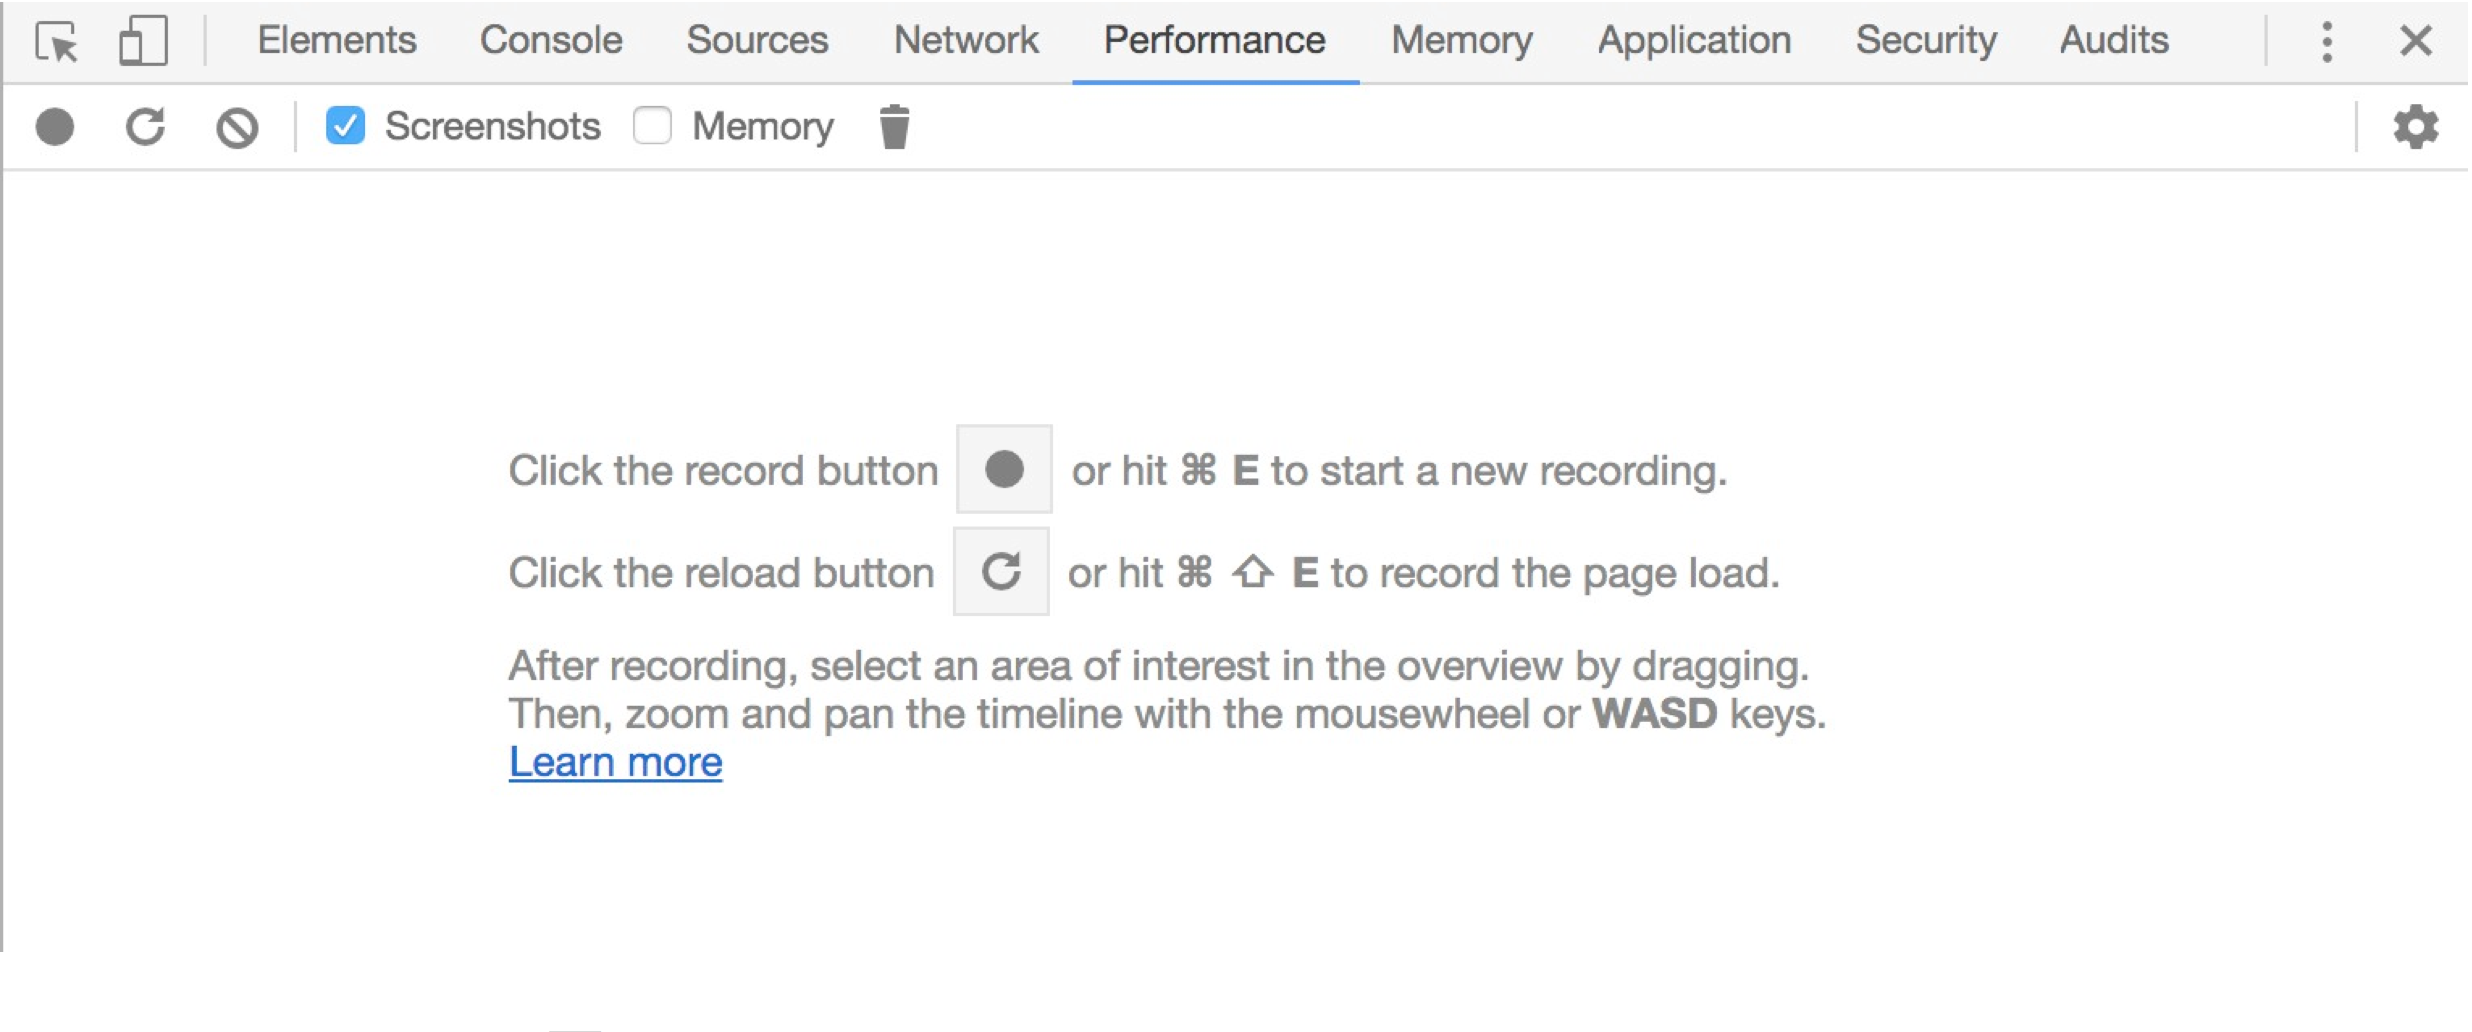 Elements Console Sources Network Performance Memory Application Security Audits
Screenshots Memory
Click the record button or hit ⌘ E to start a new recording.
Click the reload button or hit ⌘ ⇧ E to record the page load.
After recording, select an area of interest in the overview by dragging.
Then, zoom and pan the timeline with the mousewheel or WASD keys.
Learn more